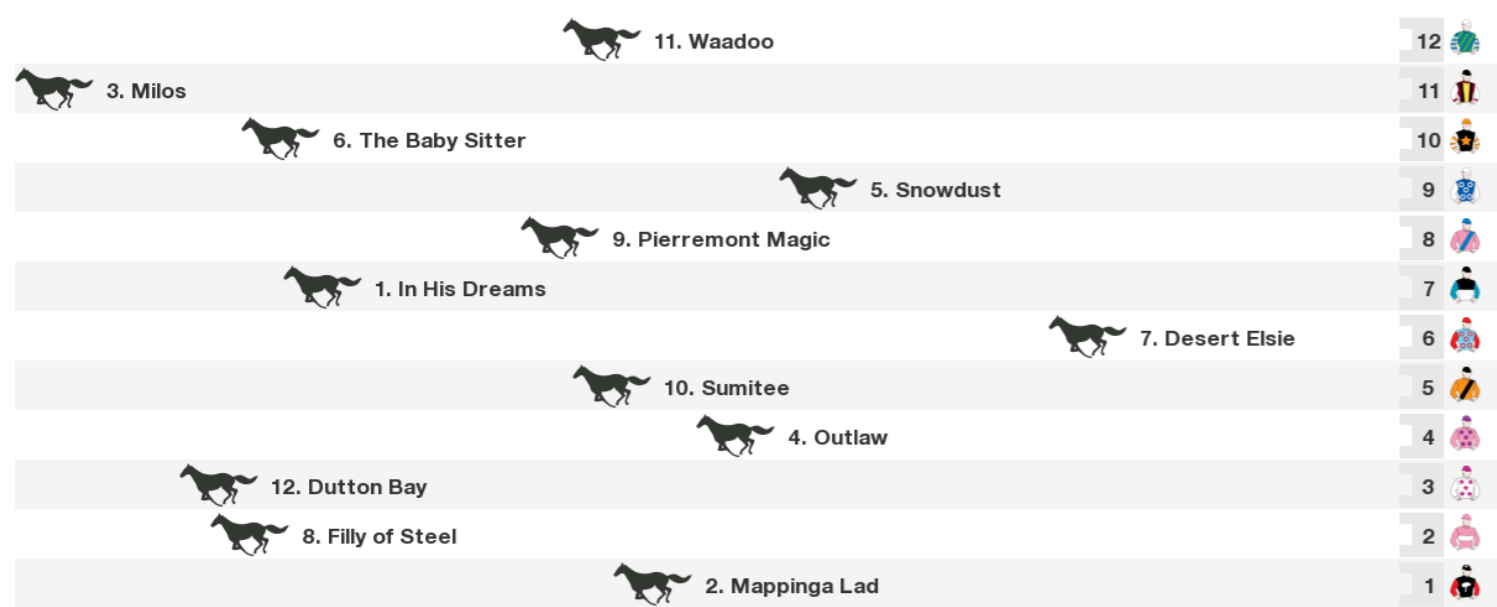 11. Waadoo 12
3. Milos 11
6. The Baby Sitter 10
5. Snowdust 9
9. Pierremont Magic 8
1. In His Dreams 7
7. Desert Elsie 6
10. Sumitee 5
4. Outlaw 4
12. Dutton Bay 3
8. Filly of Steel 2
2. Mappinga Lad 1